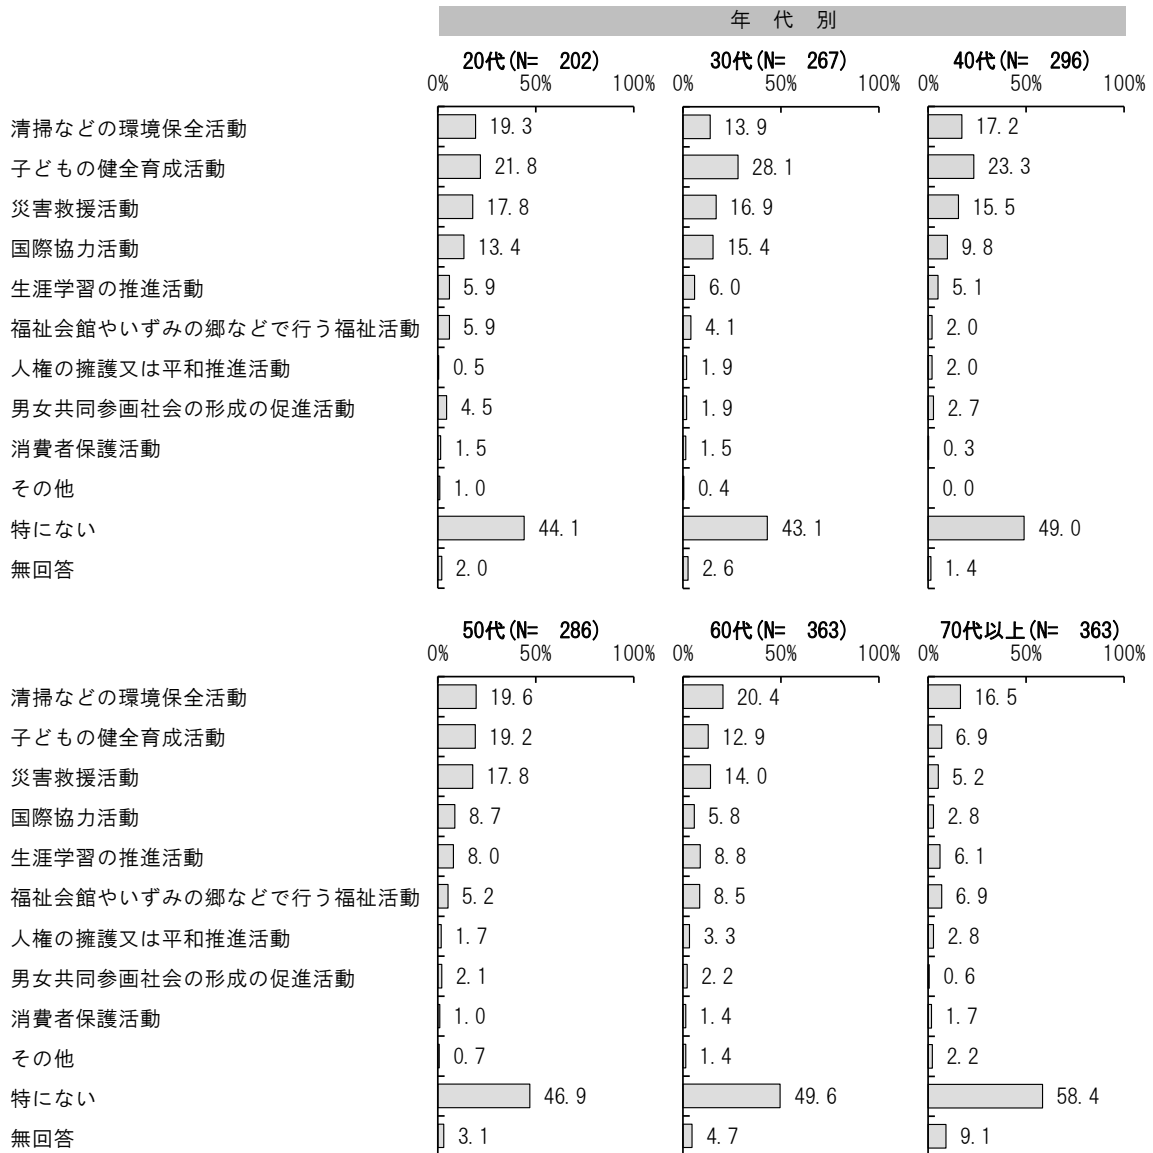 年 代 別
20代(N= 202) 30代(N= 267) 40代(N= 296)
0% 50% 100% 0% 50% 100% 0% 50% 100%
清掃などの環境保全活動 19.3 13.9 17.2
子どもの健全育成活動 21.8 28.1 23.3
災害救援活動 17.8 16.9 15.5
国際協力活動 13.4 15.4 9.8
生涯学習の推進活動 5.9 6.0 5.1
福祉会館やいずみの郷などで行う福祉活動 5.9 4.1 2.0
人権の擁護又は平和推進活動 0.5 1.9 2.0
男女共同参画社会の形成の促進活動 4.5 1.9 2.7
消費者保護活動 1.5 1.5 0.3
その他 1.0 0.4 0.0
特にない 44.1 43.1 49.0
無回答 2.0 2.6 1.4
50代(N= 286) 60代(N= 363) 70代以上(N= 363)
0% 50% 100% 0% 50% 100% 0% 50% 100%
清掃などの環境保全活動 19.6 20.4 16.5
子どもの健全育成活動 19.2 12.9 6.9
災害救援活動 17.8 14.0 5.2
国際協力活動 8.7 5.8 2.8
生涯学習の推進活動 8.0 8.8 6.1
福祉会館やいずみの郷などで行う福祉活動 5.2 8.5 6.9
人権の擁護又は平和推進活動 1.7 3.3 2.8
男女共同参画社会の形成の促進活動 2.1 2.2 0.6
消費者保護活動 1.0 1.4 1.7
その他 0.7 1.4 2.2
特にない 46.9 49.6 58.4
無回答 3.1 4.7 9.1